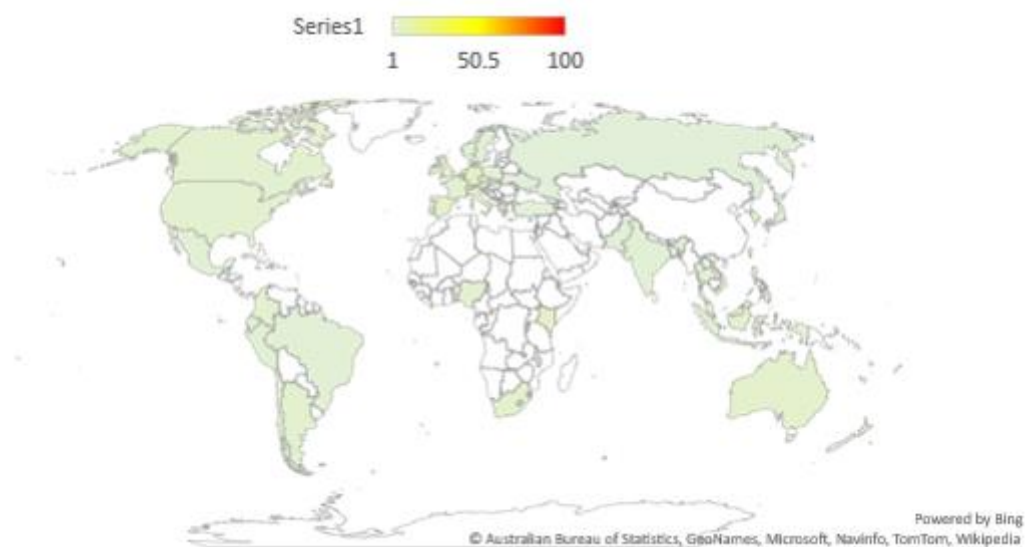 Series1
1 50.5 100
Powered by Bing
© Australian Bureau of Statistics, GeoNames, Microsoft, Navinfo, TomTom, Wikipedia